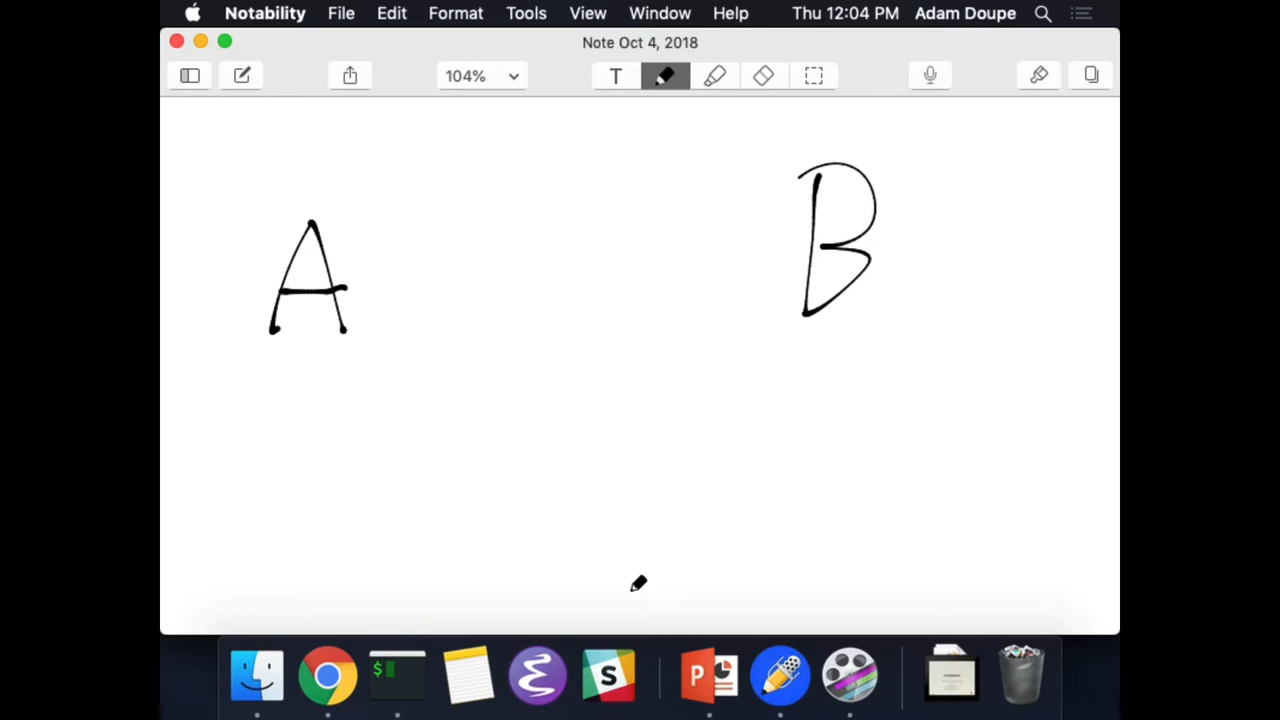 Notability File Edit Format Tools View Window Help Thu 12:04 PM Adam Doupe
Note Oct 4, 2018
104% T
A B
$
S
P